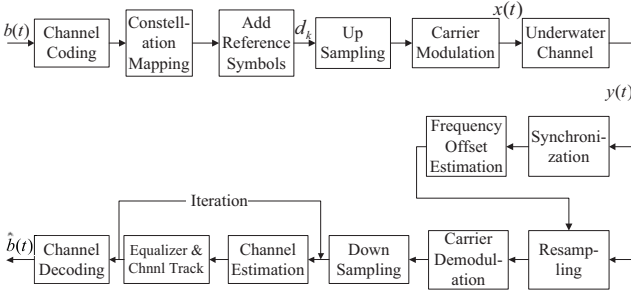 b(t)
Channel
Coding
Constell-
ation
Mapping
Add
Reference
Symbols
d_k
Up
Sampling
Carrier
Modulation
x(t)
Underwater
Channel
y(t)
Frequency
Offset
Estimation
Synchroni-
zation
Iteration
b̂(t)
Channel
Decoding
Equalizer &
Chnnl Track
Channel
Estimation
Down
Sampling
Carrier
Demodul-
ation
Resamp-
ling